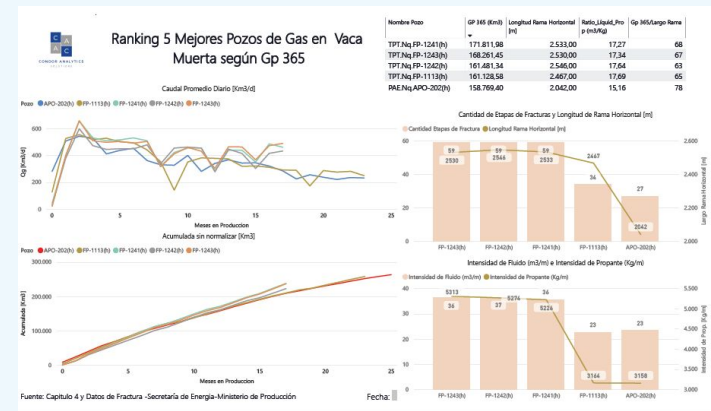 C A
A C
CONDOR ANALYTICS
SOLUTIONS
Ranking 5 Mejores Pozos de Gas en Vaca
Muerta según Gp 365
Nombre Pozo GP 365 (Km3) Longitud Rama Horizontal [m] Ratio_Liquid_Prop (m3/Kg) Gp 365/Largo Rama
TPT.Nq.FP-1241(h) 171.811,98 2.533,00 17,27 68
TPT.Nq.FP-1243(h) 168.261,45 2.530,00 17,34 67
TPT.Nq.FP-1242(h) 161.481,34 2.546,00 17,64 63
TPT.Nq.FP-1113(h) 161.128,58 2.467,00 17,69 65
PAE.Nq.APO-202(h) 158.769,40 2.042,00 15,16 78
Caudal Promedio Diario [Km3/d]
Pozo APO-202(h) FP-1113(h) FP-1241(h) FP-1242(h) FP-1243(h)
Qg [Km3/d]
600
400
200
0
0 5 10 15 20 25
Meses en Produccion
Acumulada sin normalizar [Km3]
Pozo APO-202(h) FP-1113(h) FP-1241(h) FP-1242(h) FP-1243(h)
Acumulada [Km3]
300.000
200.000
100.000
0
0 5 10 15 20 25
Meses en Produccion
Cantidad de Etapas de Fracturas y Longitud de Rama Horizontal [m]
Cantidad Etapas de Fractura Longitud Rama Horizontal [m]
60 2.600
40 2.400
20 2.200
0 2.000
Largo Rama Horizontal [m]
59 59 59 2467
2530 2546 2533 34
27
2042
FP-1243(h) FP-1242(h) FP-1241(h) FP-1113(h) APO-202(h)
Intensidad de Fluido (m3/m) e Intensidad de Propante (Kg/m)
Intensidad de Fluido (m3/m) Intensidad de Propante (Kg/m)
40 5.500
5.000
30
4.500
20
4.000
10
3.500
0 3.000
Intensidad de Prop. [Kg/m]
5313 36
36 37 5276 5226
23 23
3164 3158
FP-1243(h) FP-1242(h) FP-1241(h) FP-1113(h) APO-202(h)
Fuente: Capitulo 4 y Datos de Fractura -Secretaría de Energia-Ministerio de Producción
Fecha: